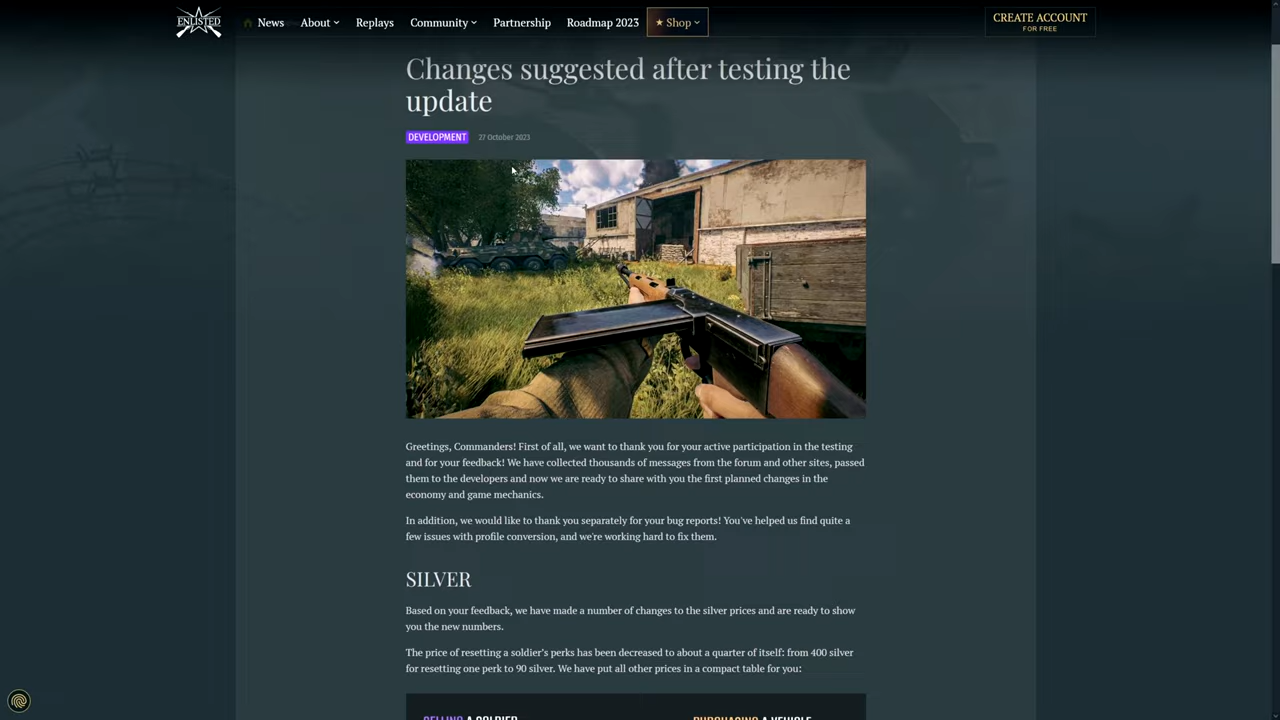 ENLISTED
News About Replays Community Partnership Roadmap 2023 ★ Shop
CREATE ACCOUNT
FOR FREE
Changes suggested after testing the
update
DEVELOPMENT 27 October 2023
Greetings, Commanders! First of all, we want to thank you for your active participation in the testing
and for your feedback! We have collected thousands of messages from the forum and other sites, passed
them to the developers and now we are ready to share with you the first planned changes in the
economy and game mechanics.
In addition, we would like to thank you separately for your bug reports! You've helped us find quite a
few issues with profile conversion, and we're working hard to fix them.
SILVER
Based on your feedback, we have made a number of changes to the silver prices and are ready to show
you the new numbers.
The price of resetting a soldier's perks has been decreased to about a quarter of itself: from 400 silver
for resetting one perk to 90 silver. We have put all other prices in a compact table for you:
SELLING A SOLDIER PURCHASING A VEHICLE